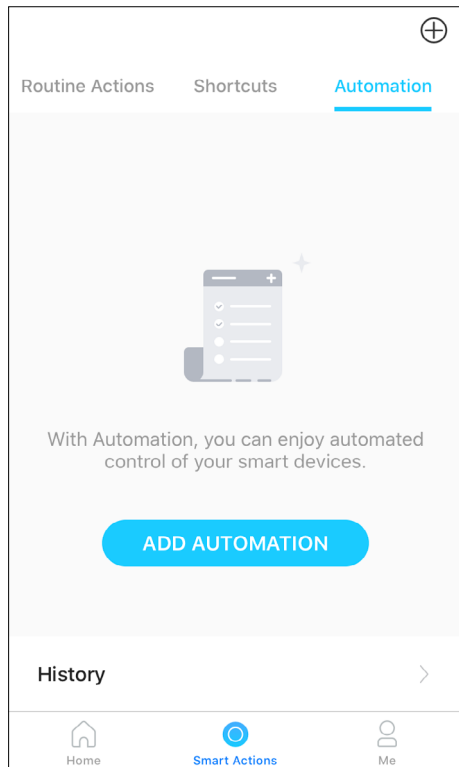 Routine Actions Shortcuts Automation
With Automation, you can enjoy automated
control of your smart devices.
ADD AUTOMATION
History
Home Smart Actions Me